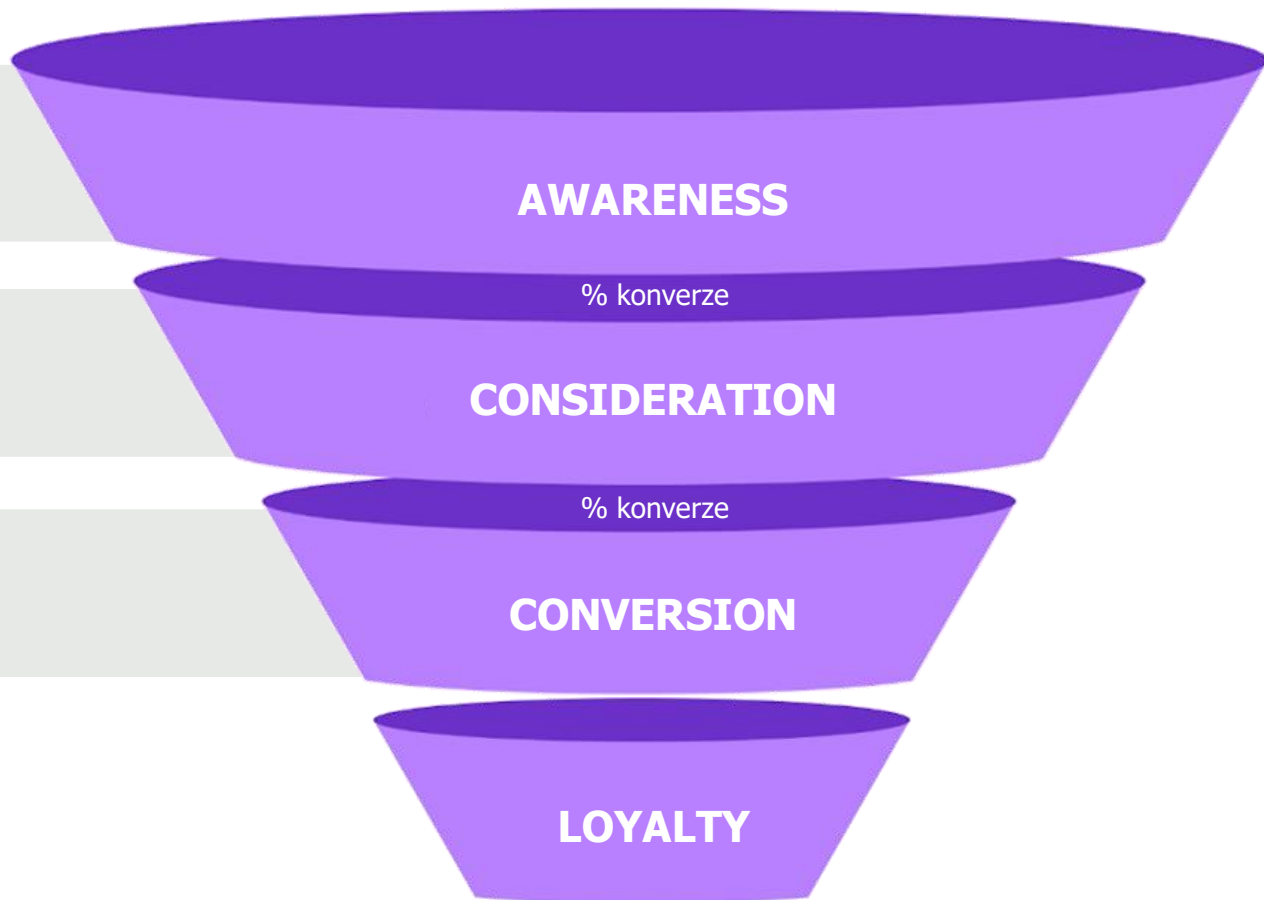 AWARENESS
% konverze
CONSIDERATION
% konverze
CONVERSION
LOYALTY